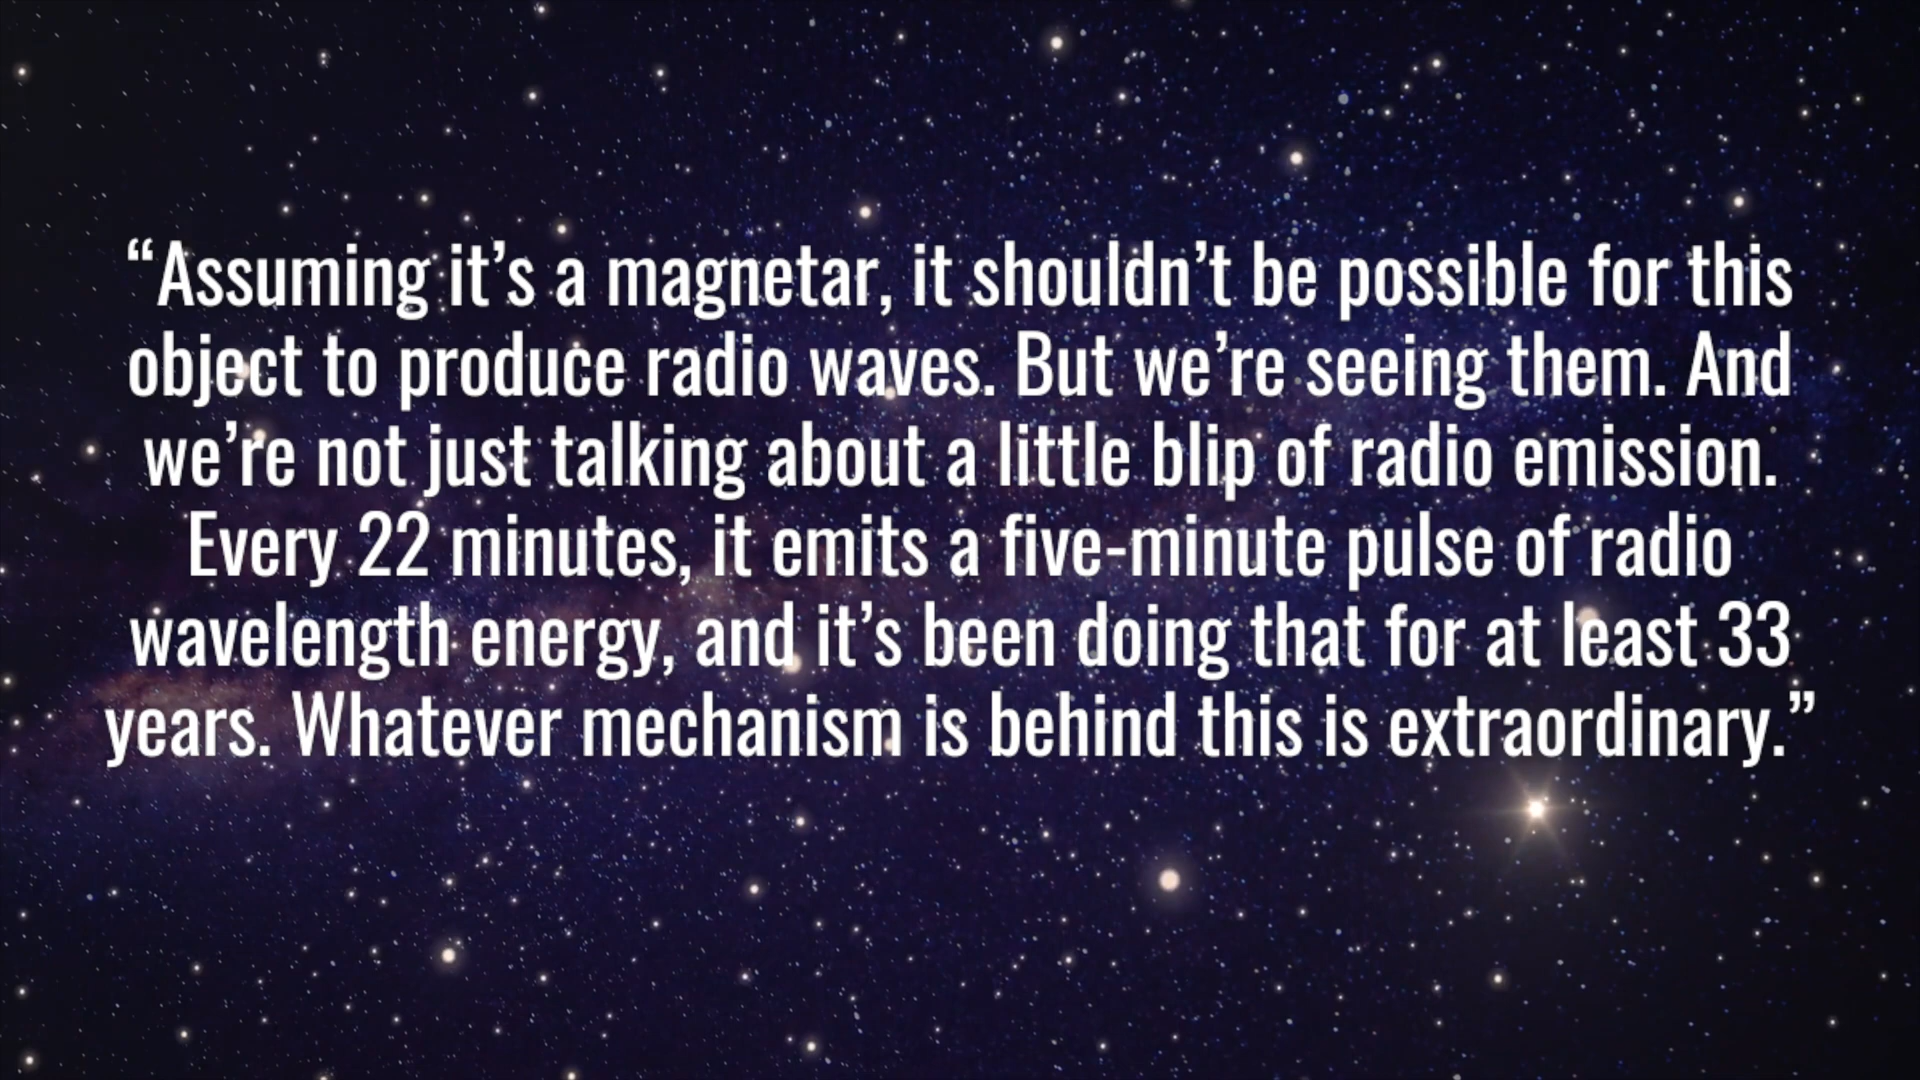 “Assuming it’s a magnetar, it shouldn’t be possible for this
object to produce radio waves. But we’re seeing them. And
we’re not just talking about a little blip of radio emission.
Every 22 minutes, it emits a five-minute pulse of radio
wavelength energy, and it’s been doing that for at least 33
years. Whatever mechanism is behind this is extraordinary.”